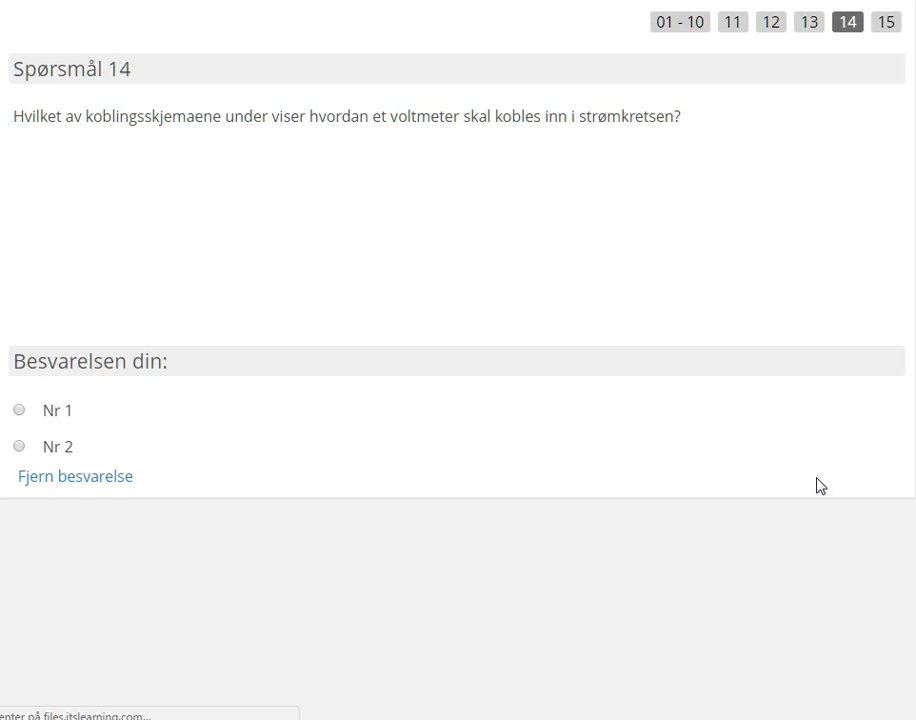 01 - 10 11 12 13 14 15
Spørsmål 14
Hvilket av koblingsskjemaene under viser hvordan et voltmeter skal kobles inn i strømkretsen?
Besvarelsen din:
Nr 1
Nr 2
Fjern besvarelse
enter på files.itslearning.com...